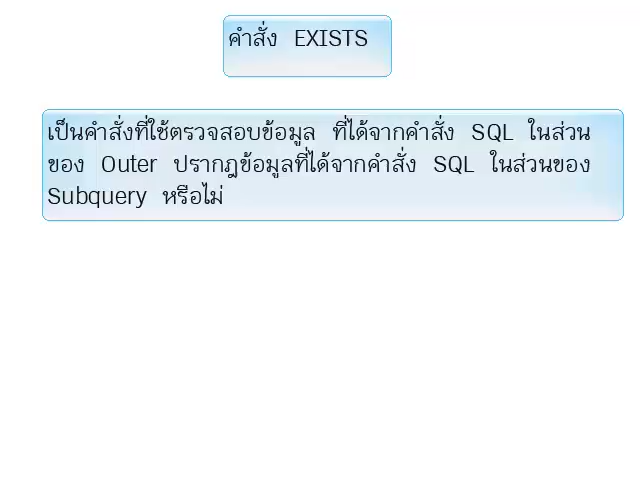 คำสั่ง EXISTS
เป็นคำสั่งที่ใช้ตรวจสอบข้อมูล ที่ได้จากคำสั่ง SQL ในส่วน
ของ Outer ปรากฎข้อมูลที่ได้จากคำสั่ง SQL ในส่วนของ
Subquery หรือไม่